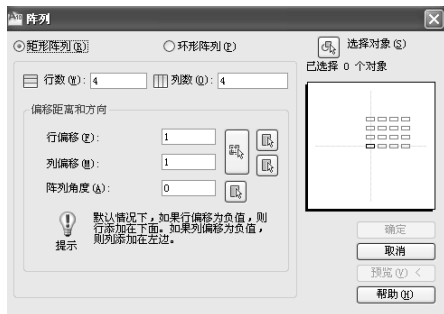 阵列
矩形阵列(R)
环形阵列(P)
选择对象(S)
已选择 0 个对象
行数(W): 4
列数(O): 4
偏移距离和方向
行偏移(F): 1
列偏移(M): 1
阵列角度(A): 0
默认情况下，如果行偏移为负值，则
行添加在下面。如果列偏移为负值，
则列添加在左边。
提示
确定
取消
预览(V) <
帮助(H)